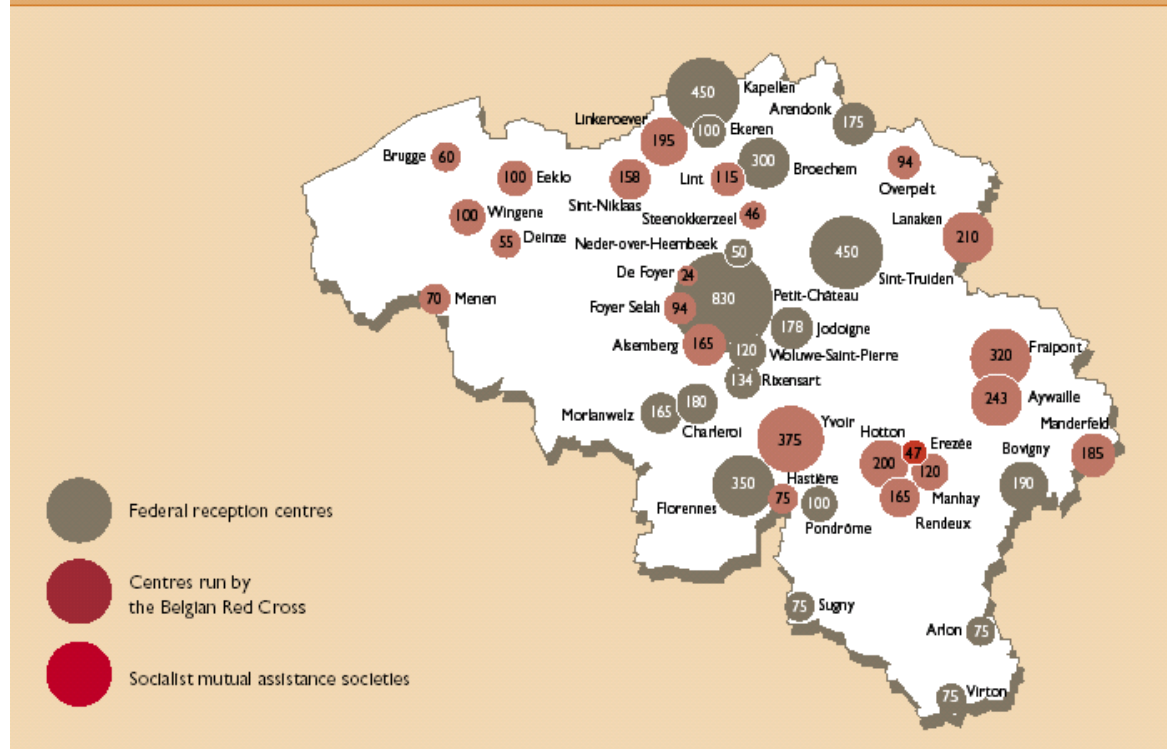 450
Kapellen
Arendonk
175
Linkeroever
195
100
Ekeren
Brugge
60
300
Broechem
94
Overpelt
100
Eeklo
158
Sint-Niklaas
Lint
115
Wingene
100
Steenokkerzeel
46
Lanaken
210
Deinze
55
Neder-over-Heembeek
50
450
Sint-Truiden
De Foyer
24
Menen
70
830
Petit-Château
Foyer Selah
94
178
Jodoigne
Alsemberg
165
120
Woluwe-Saint-Pierre
320
Fraipont
134
Rixensart
243
Aywaille
Morlanwelz
165
180
Charleroi
375
Yvoir
Hotton
200
47
Erezée
120
Manhay
Bovigny
190
Manderfeld
185
Florennes
350
Hastière
75
100
Pondrôme
165
Rendeux
75
Sugny
Arlon
75
75
Virton
Federal reception centres
Centres run by
the Belgian Red Cross
Socialist mutual assistance societies